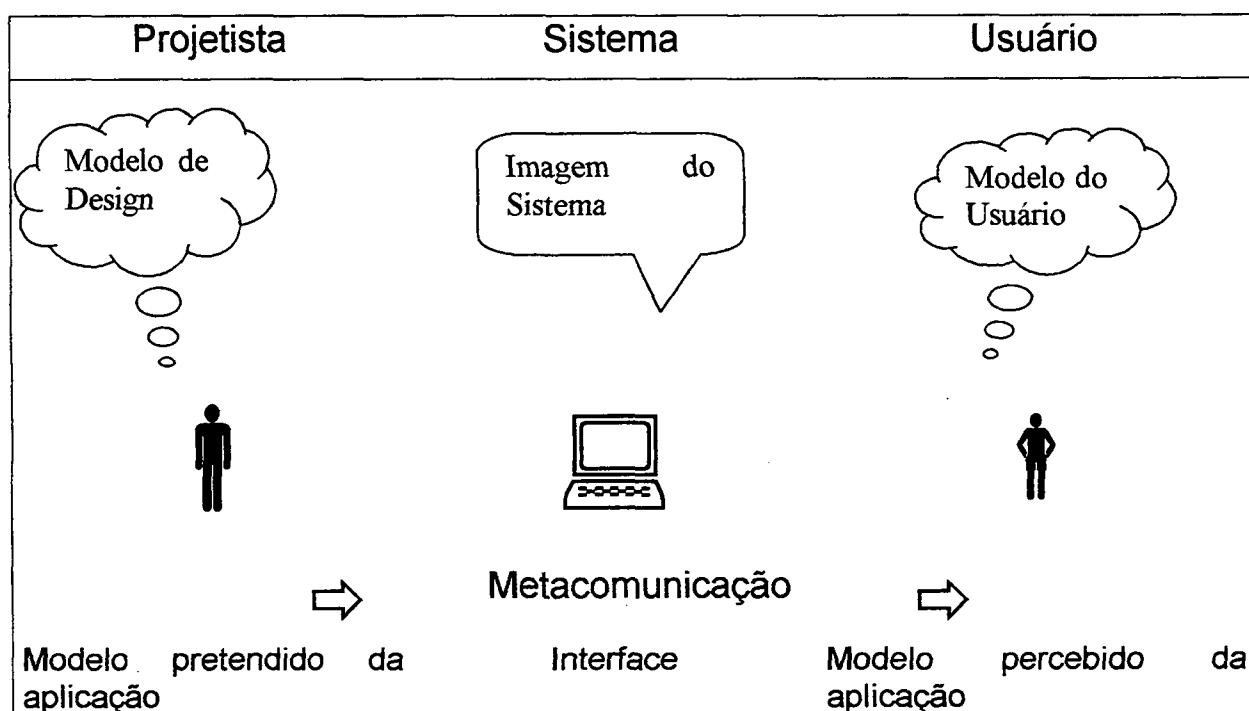 Projetista Sistema Usuário
Modelo de
Design
Imagem do
Sistema
Modelo do
Usuário
Metacomunicação
Modelo pretendido da
aplicação
Interface
Modelo percebido da
aplicação